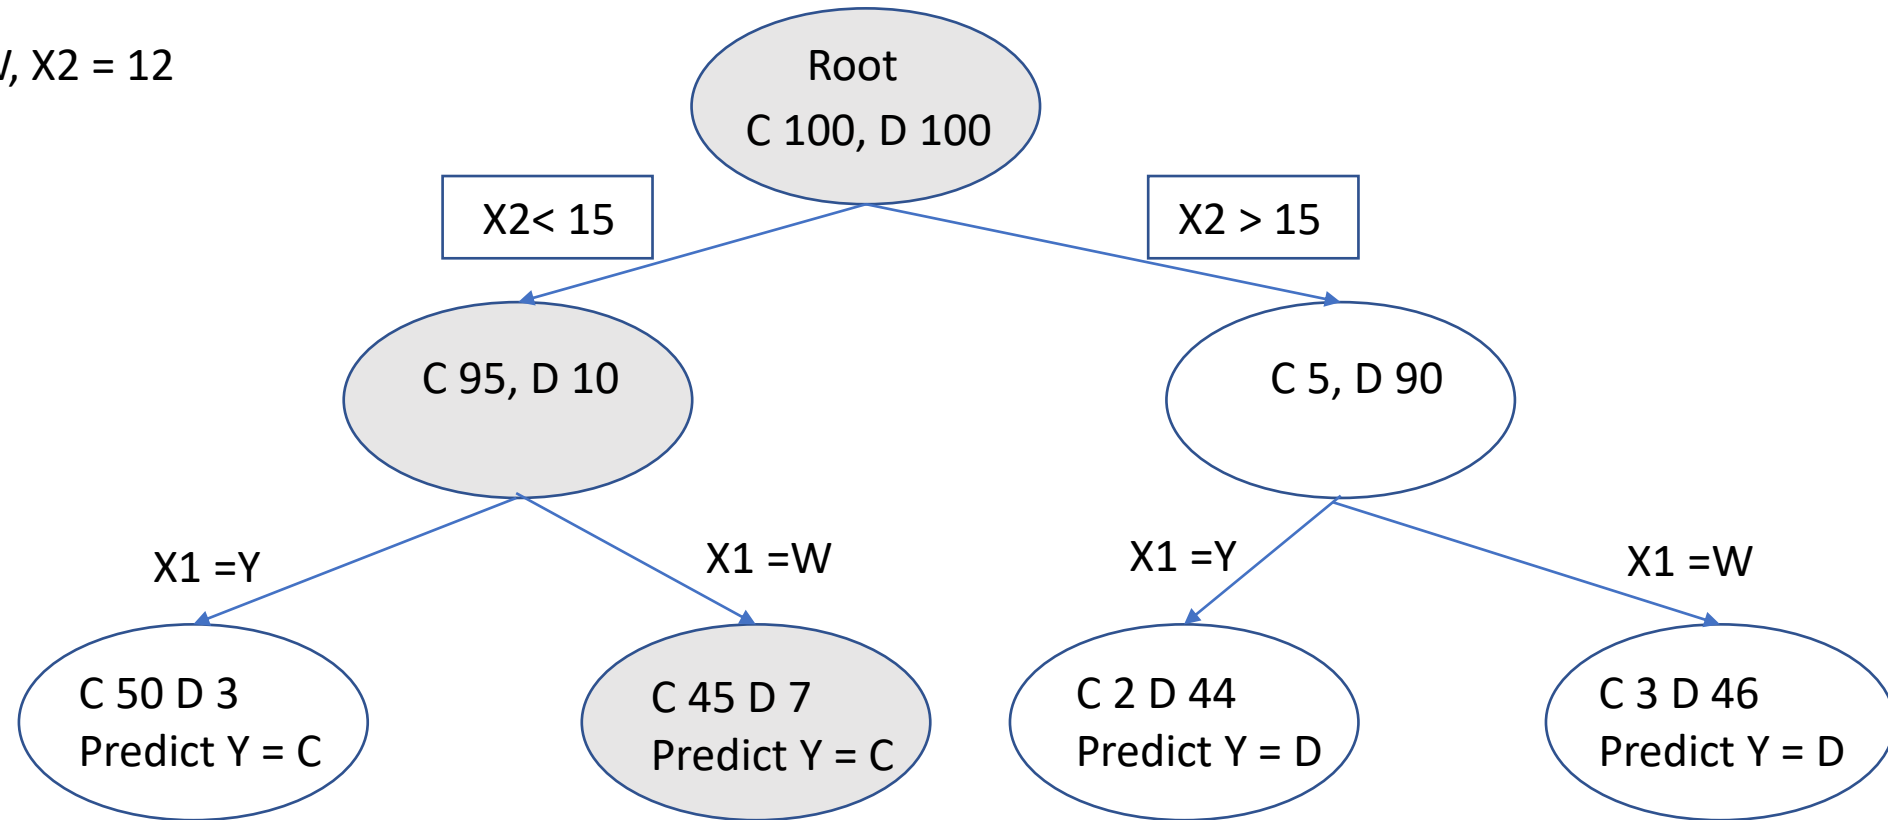 , X2 = 12
Root
C 100, D 100
X2< 15
X2 > 15
C 95, D 10
C 5, D 90
X1 =Y
X1 =W
X1 =Y
X1 =W
C 50 D 3
Predict Y = C
C 45 D 7
Predict Y = C
C 2 D 44
Predict Y = D
C 3 D 46
Predict Y = D